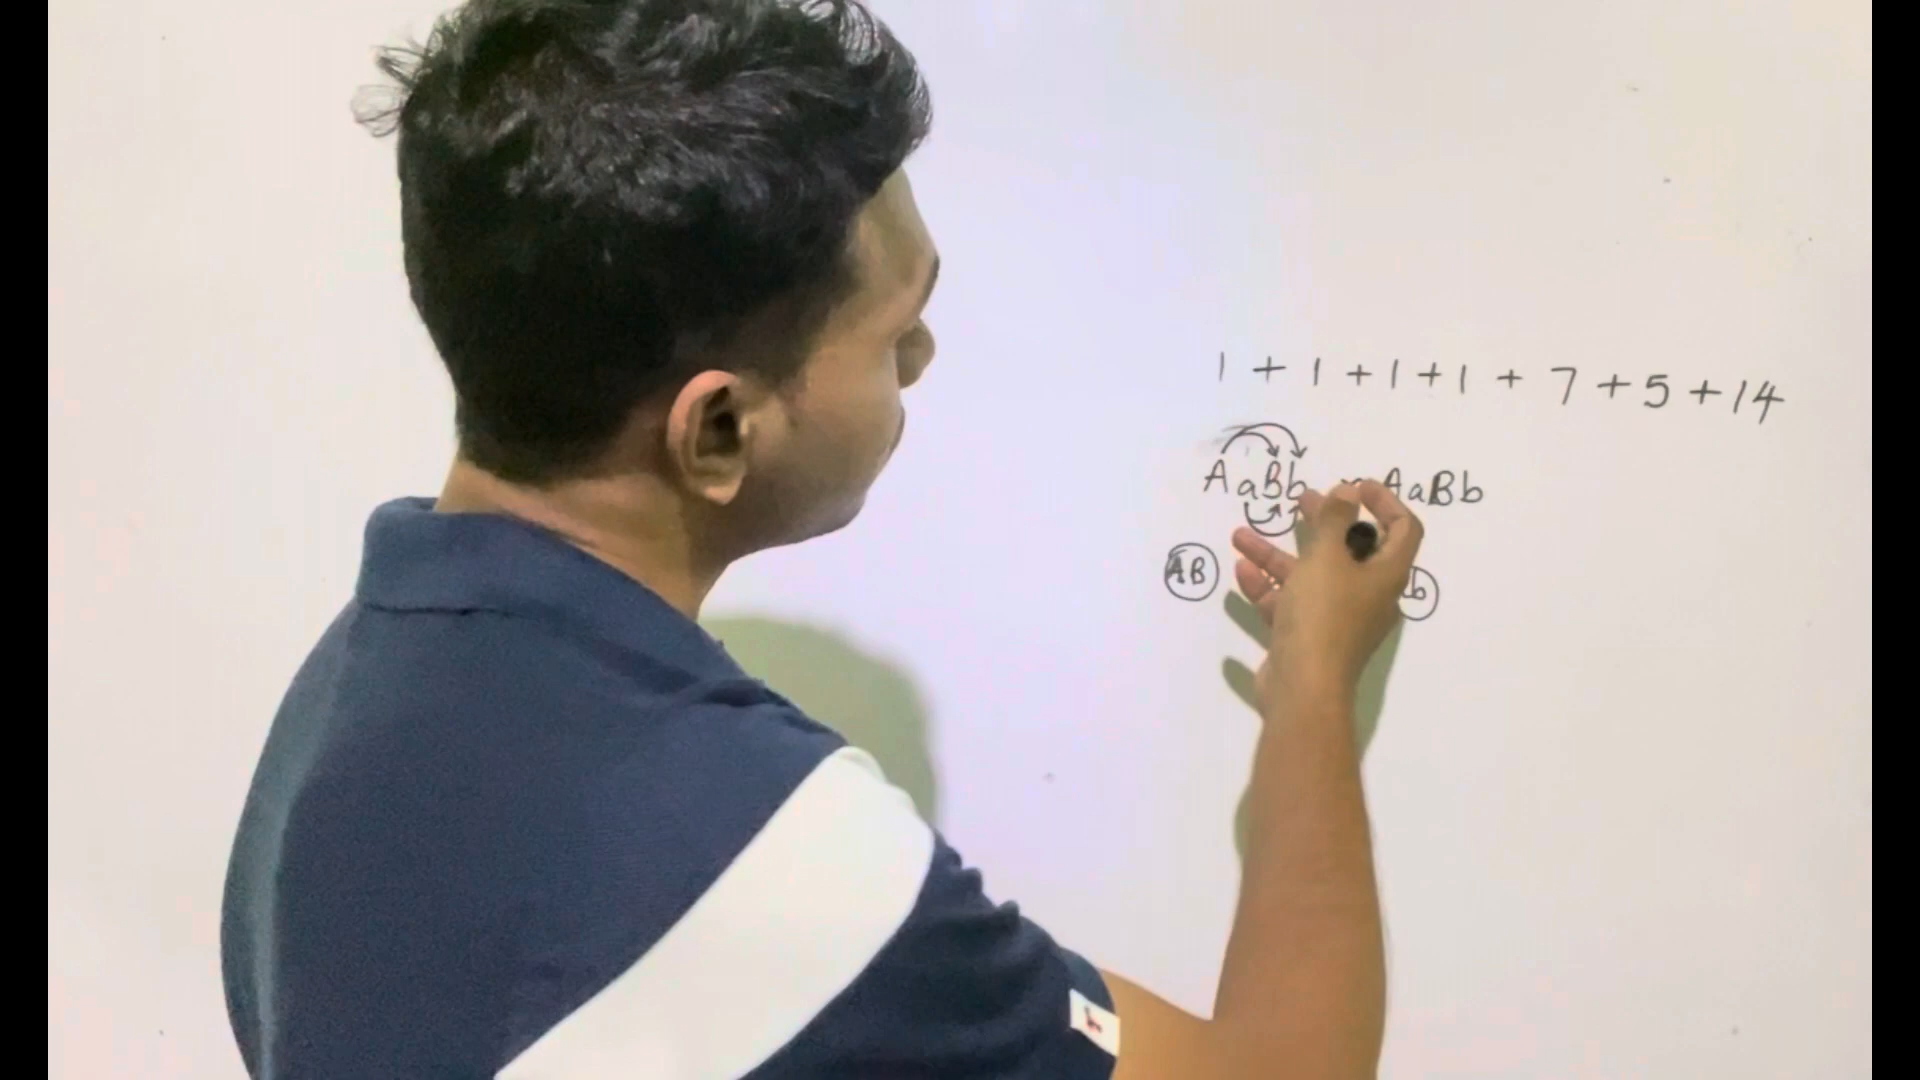 1 + 1 + 1 + 1 + 7 + 5 + 14
AaBb × AaBb
AB b